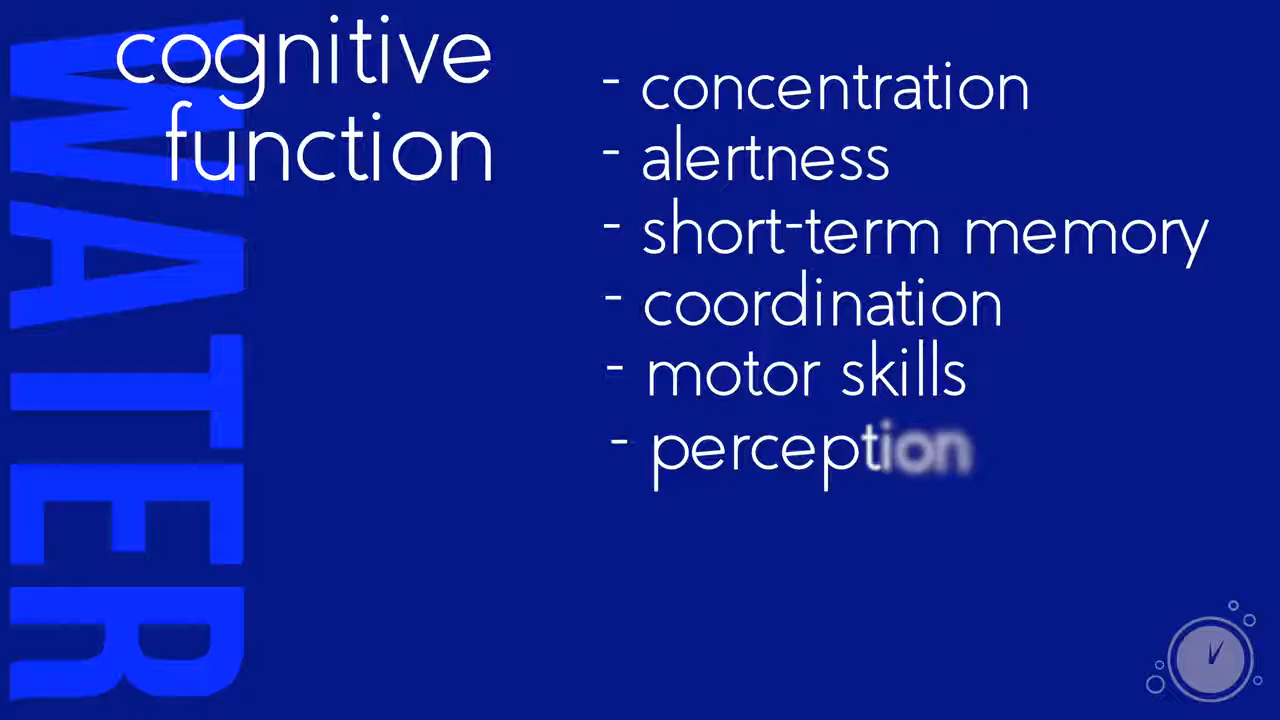 WATER
cognitive
function
- concentration
- alertness
- short-term memory
- coordination
- motor skills
- perception